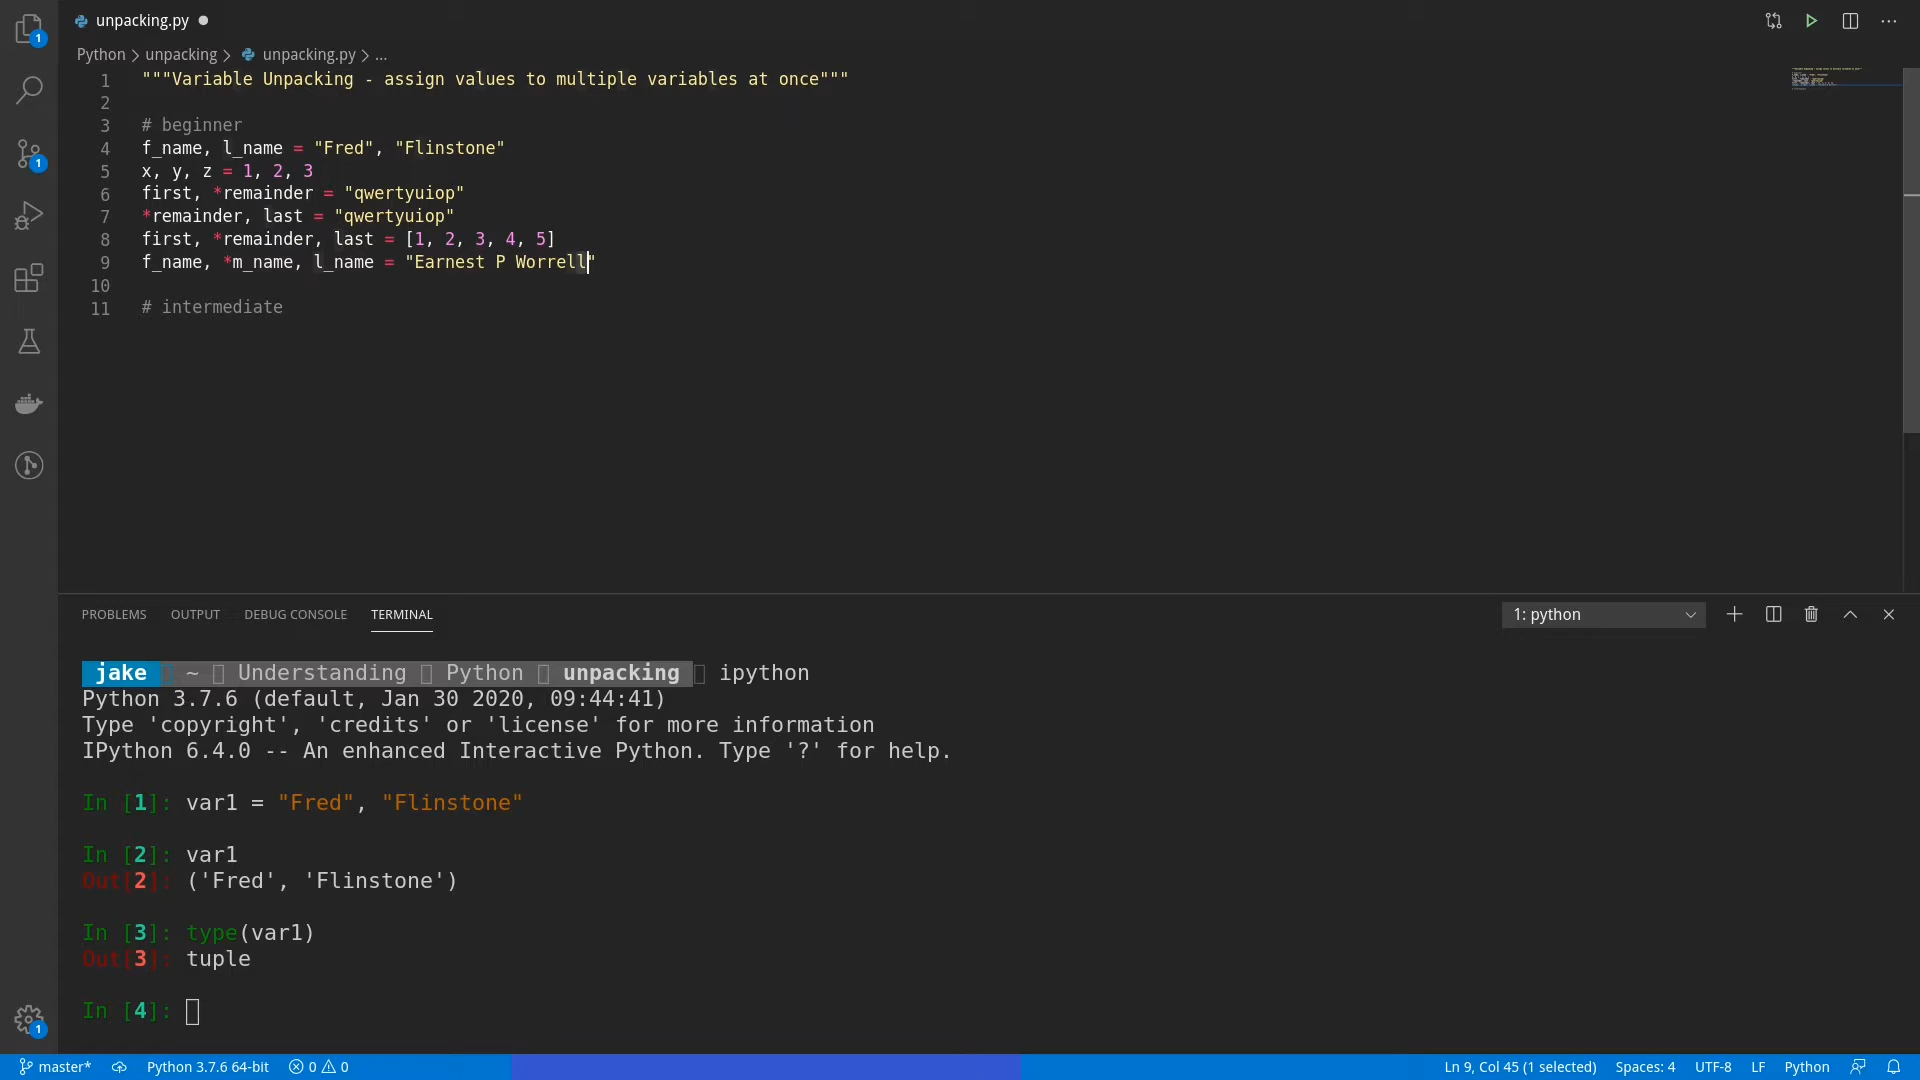 unpacking.py
Python > unpacking > unpacking.py > ...
1 """Variable Unpacking - assign values to multiple variables at once"""
2
3 # beginner
4 f_name, l_name = "Fred", "Flinstone"
5 x, y, z = 1, 2, 3
6 first, *remainder = "qwertyuiop"
7 *remainder, last = "qwertyuiop"
8 first, *remainder, last = [1, 2, 3, 4, 5]
9 f_name, *m_name, l_name = "Earnest P Worrell"
10
11 # intermediate
PROBLEMS OUTPUT DEBUG CONSOLE TERMINAL 1: python
jake ~ Understanding Python unpacking ipython
Python 3.7.6 (default, Jan 30 2020, 09:44:41)
Type 'copyright', 'credits' or 'license' for more information
IPython 6.4.0 -- An enhanced Interactive Python. Type '?' for help.
In [1]: var1 = "Fred", "Flinstone"
In [2]: var1
Out[2]: ('Fred', 'Flinstone')
In [3]: type(var1)
Out[3]: tuple
In [4]:
1
1
1
master* Python 3.7.6 64-bit 0 0 Ln 9, Col 45 (1 selected) Spaces: 4 UTF-8 LF Python